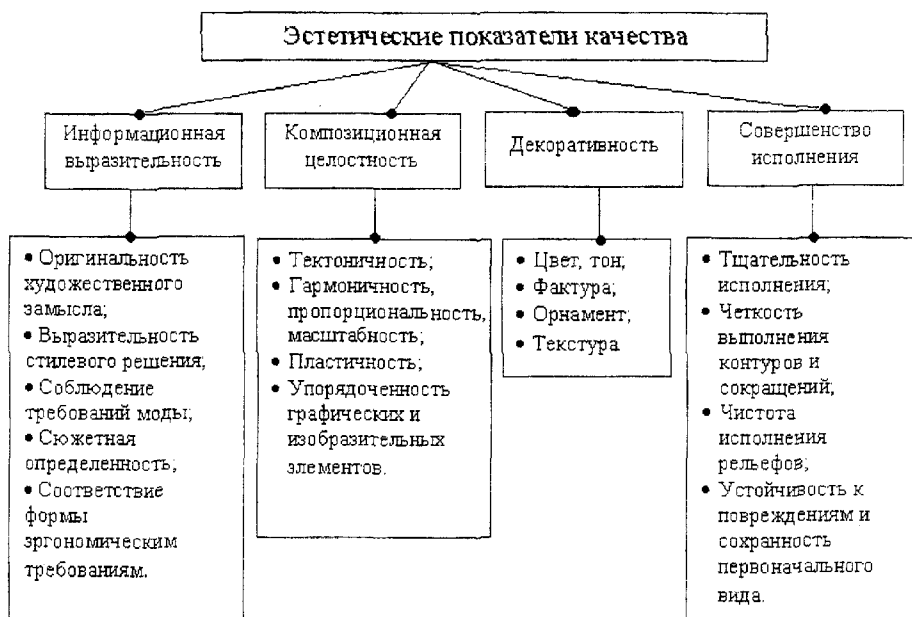 Эстетические показатели качества
Информационная
выразительность
Композиционная
целостность
Декоративность
Совершенство
исполнения
• Оригинальность
художественного
замысла;
• Выразительность
стилевого решения;
• Соблюдение
требований моды;
• Сюжетная
определенность;
• Соответствие
формы
эргономическим
требованиям.
• Тектоничность;
• Гармоничность,
пропорциональность,
масштабность;
• Пластичность;
• Упорядоченность
графических и
изобразительных
элементов.
• Цвет, тон;
• Фактура;
• Орнамент;
• Текстура
• Тщательность
исполнения;
• Четкость
выполнения
контуров и
сокращений;
• Чистота
исполнения
рельефов;
• Устойчивость к
повреждениям и
сохранность
первоначального
вида.